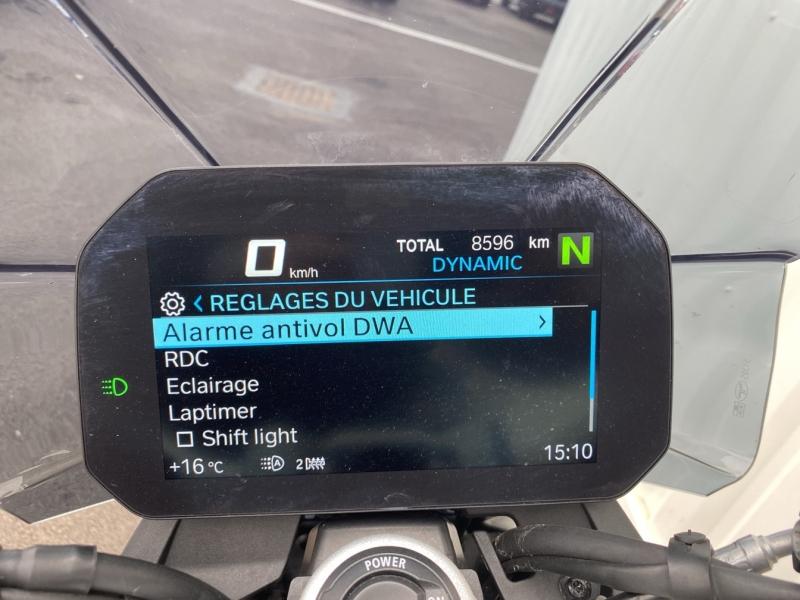 0 km/h TOTAL 8596 km N
DYNAMIC
REGLAGES DU VEHICULE
Alarme antivol DWA
RDC
Eclairage
Laptimer
Shift light
+16 °C A 2 15:10
POWER
ON